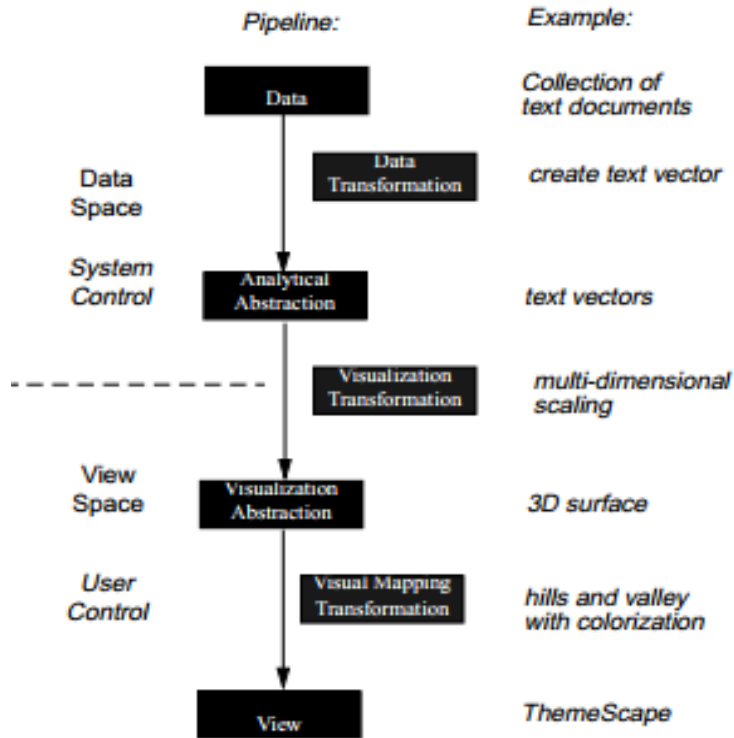 Pipeline:
Example:
Data
Collection of
text documents
Data
Transformation
create text vector
Data
Space
System
Control
Analytical
Abstraction
text vectors
Visualization
Transformation
multi-dimensional
scaling
View
Space
Visualization
Abstraction
3D surface
User
Control
Visual Mapping
Transformation
hills and valley
with colorization
View
ThemeScape